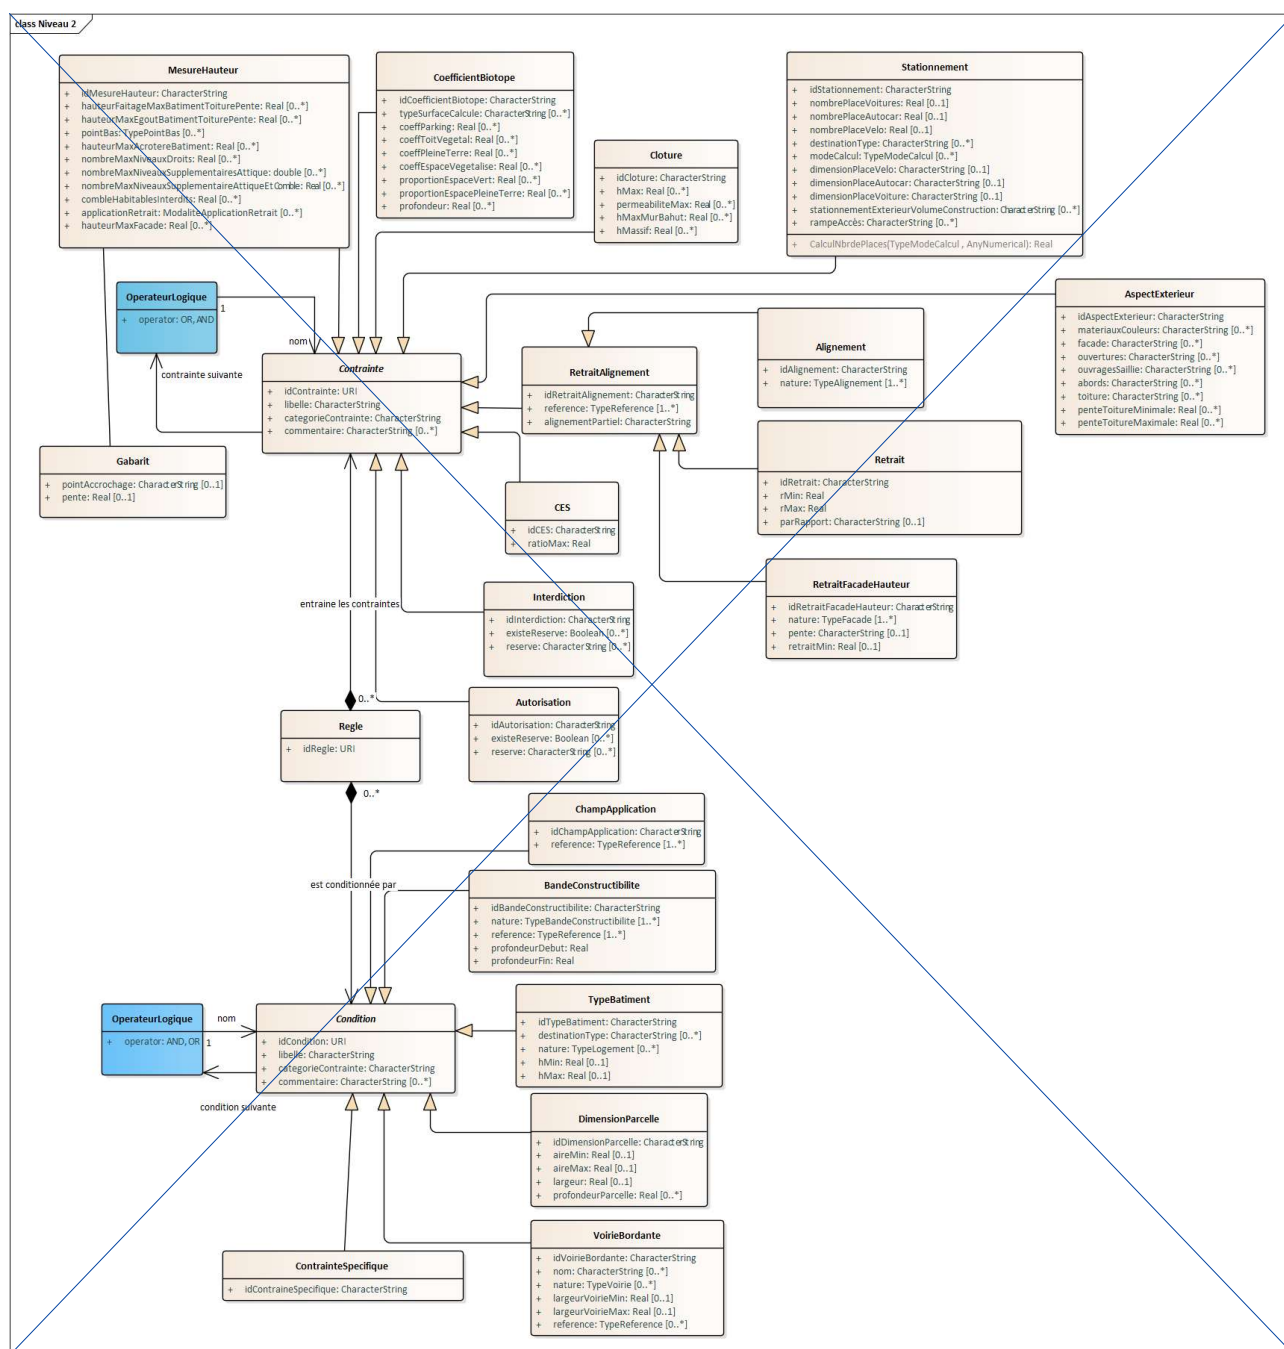 class Niveau 2
MesureHauteur
+ idMesureHauteur: CharacterString
+ hauteurFaitageMaxBatimentToiturePente: Real [0..*]
+ hauteurMaxEgoutBatimentToiturePente: Real [0..*]
+ pointBas: TypePointBas [0..*]
+ hauteurMaxAcrotereBatiment: Real [0..*]
+ nombreMaxNiveauxDroits: Real [0..*]
+ nombreMaxNiveauxSupplementairesAttique: double [0..*]
+ nombreMaxNiveauxSupplementaireAttiqueEtComble: Real [0..*]
+ combleHabitablesInterdits: Real [0..*]
+ applicationRetrait: ModaliteApplicationRetrait [0..*]
+ hauteurMaxFacade: Real [0..*]
CoefficientBiotope
+ idCoefficientBiotope: CharacterString
+ typeSurfaceCalcule: CharacterString [0..*]
+ coeffParking: Real [0..*]
+ coeffToitVegetal: Real [0..*]
+ coeffPleineTerre: Real [0..*]
+ coeffEspaceVegetalise: Real [0..*]
+ proportionEspaceVert: Real [0..*]
+ proportionEspacePleineTerre: Real [0..*]
+ profondeur: Real [0..*]
Cloture
+ idCloture: CharacterString
+ hMax: Real [0..*]
+ permeabiliteMax: Real [0..*]
+ hMaxMurBahut: Real [0..*]
+ hMassif: Real [0..*]
Stationnement
+ idStationnement: CharacterString
+ nombrePlaceVoitures: Real [0..1]
+ nombrePlaceAutocar: Real [0..1]
+ nombrePlaceVelo: Real [0..1]
+ destinationType: CharacterString [0..*]
+ modeCalcul: TypeModeCalcul [0..*]
+ dimensionPlaceVelo: CharacterString [0..1]
+ dimensionPlaceAutocar: CharacterString [0..1]
+ dimensionPlaceVoiture: CharacterString [0..1]
+ stationnementExterieurVolumeConstruction: CharacterString [0..*]
+ rampeAccès: CharacterString [0..*]
+ CalculNbrdePlaces(TypeModeCalcul , AnyNumerical): Real
OperateurLogique
+ operator: OR, AND
1
nom
contrainte suivante
Contrainte
+ idContrainte: URI
+ libelle: CharacterString
+ categorieContrainte: CharacterString
+ commentaire: CharacterString [0..*]
RetraitAlignement
+ idRetraitAlignement: CharacterString
+ reference: TypeReference [1..*]
+ alignementPartiel: CharacterString
Alignement
+ idAlignement: CharacterString
+ nature: TypeAlignement [1..*]
AspectExterieur
+ idAspectExterieur: CharacterString
+ materiauxCouleurs: CharacterString [0..*]
+ facade: CharacterString [0..*]
+ ouvertures: CharacterString [0..*]
+ ouvragesSaillie: CharacterString [0..*]
+ abords: CharacterString [0..*]
+ toiture: CharacterString [0..*]
+ penteToitureMinimale: Real [0..*]
+ penteToitureMaximale: Real [0..*]
Gabarit
+ pointAccrochage: CharacterString [0..1]
+ pente: Real [0..1]
Retrait
+ idRetrait: CharacterString
+ rMin: Real
+ rMax: Real
+ parRapport: CharacterString [0..1]
CES
+ idCES: CharacterString
+ ratioMax: Real
RetraitFacadeHauteur
+ idRetraitFacadeHauteur: CharacterString
+ nature: TypeFacade [1..*]
+ pente: CharacterString [0..1]
+ retraitMin: Real [0..1]
entraine les contraintes
Interdiction
+ idInterdiction: CharacterString
+ existeReserve: Boolean [0..*]
+ reserve: CharacterString [0..*]
0..*
Autorisation
+ idAutorisation: CharacterString
+ existeReserve: Boolean [0..*]
+ reserve: CharacterString [0..*]
Regle
+ idRegle: URI
0..*
ChampApplication
+ idChampApplication: CharacterString
+ reference: TypeReference [1..*]
est conditionnée par
BandeConstructibilite
+ idBandeConstructibilite: CharacterString
+ nature: TypeBandeConstructibilite [1..*]
+ reference: TypeReference [1..*]
+ profondeurDebut: Real
+ profondeurFin: Real
OperateurLogique
+ operator: AND, OR
nom
1
condition suivante
Condition
+ idCondition: URI
+ libelle: CharacterString
+ categorieContrainte: CharacterString
+ commentaire: CharacterString [0..*]
TypeBatiment
+ idTypeBatiment: CharacterString
+ destinationType: CharacterString [0..*]
+ nature: TypeLogement [0..*]
+ hMin: Real [0..1]
+ hMax: Real [0..1]
DimensionParcelle
+ idDimensionParcelle: CharacterString
+ aireMin: Real [0..1]
+ aireMax: Real [0..1]
+ largeur: Real [0..1]
+ profondeurParcelle: Real [0..*]
VoirieBordante
+ idVoirieBordante: CharacterString
+ nom: CharacterString [0..*]
+ nature: TypeVoirie [0..*]
+ largeurVoirieMin: Real [0..1]
+ largeurVoirieMax: Real [0..1]
+ reference: TypeReference [0..*]
ContrainteSpecifique
+ idContraineSpecifique: CharacterString